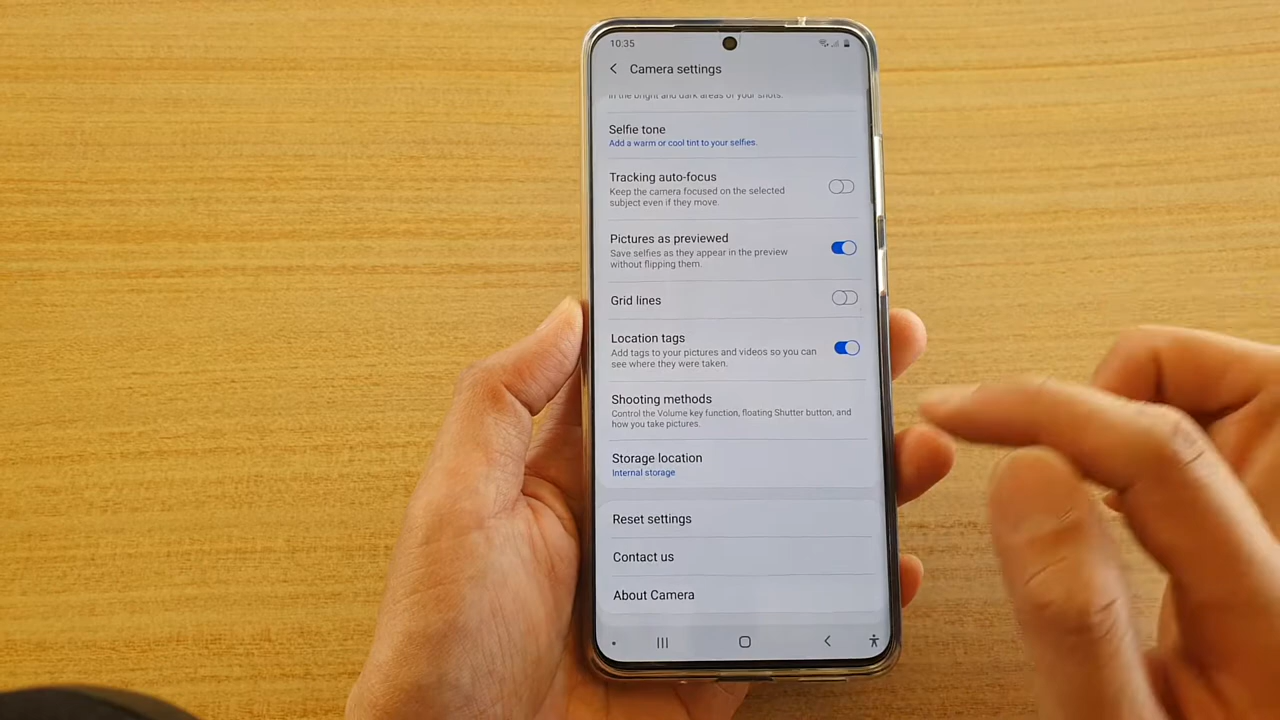 10:35
Camera settings
in the bright and dark areas of your shots.
Selfie tone
Add a warm or cool tint to your selfies.
Tracking auto-focus
Keep the camera focused on the selected
subject even if they move.
Pictures as previewed
Save selfies as they appear in the preview
without flipping them.
Grid lines
Location tags
Add tags to your pictures and videos so you can
see where they were taken.
Shooting methods
Control the Volume key function, floating Shutter button, and
how you take pictures.
Storage location
Internal storage
Reset settings
Contact us
About Camera